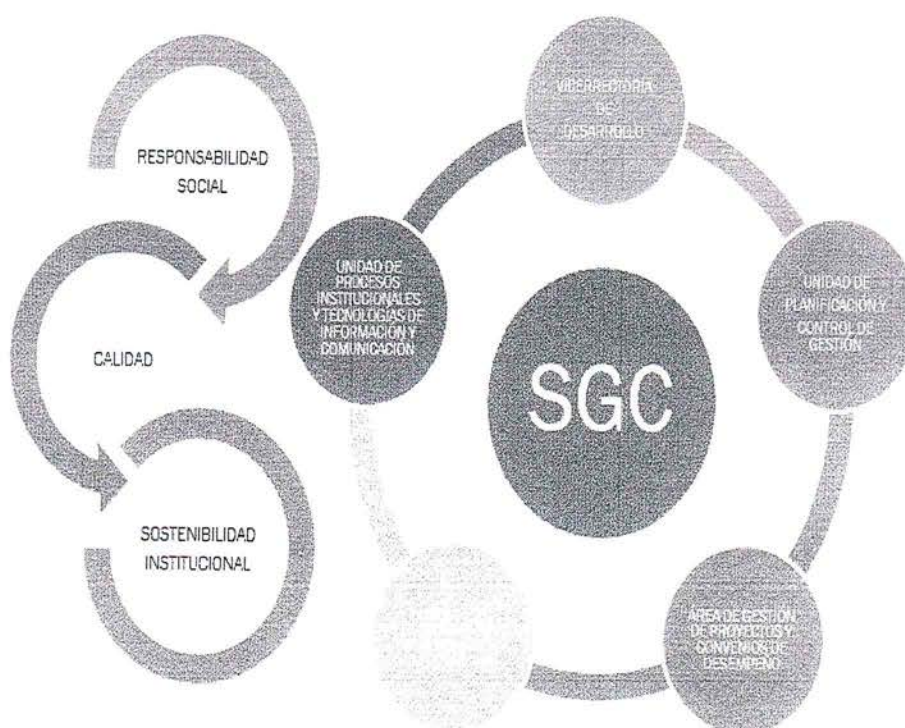 RESPONSABILIDAD
SOCIAL
CALIDAD
SOSTENIBILIDAD
INSTITUCIONAL
VICERRECTORÍA
DE
DESARROLLO
UNIDAD DE
PLANIFICACIÓN Y
CONTROL DE
GESTIÓN
ÁREA DE GESTIÓN
DE PROYECTOS Y
CONVENIOS DE
DESEMPEÑO
UNIDAD DE
PROCESOS
INSTITUCIONALES
Y TECNOLOGÍAS DE
INFORMACIÓN Y
COMUNICACIÓN
SGC